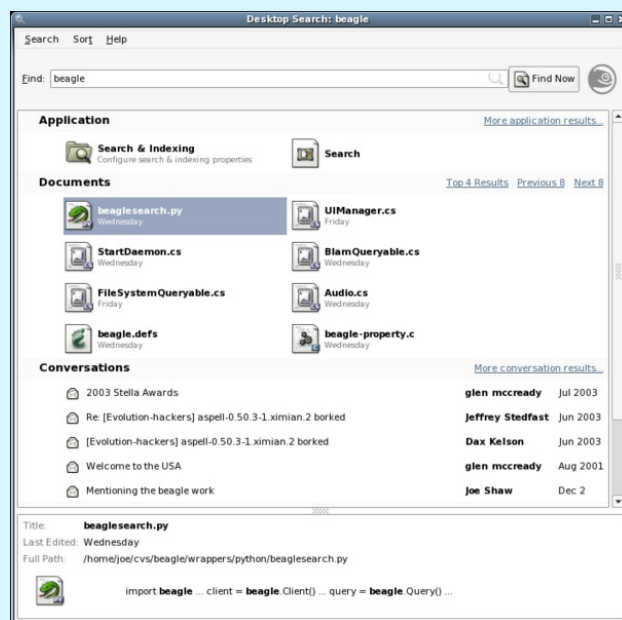 Desktop Search: beagle
Search Sort Help
Find: beagle Find Now
Application More application results...
Search & Indexing
Configure search & indexing properties
Search
Documents Top 4 Results Previous 8 Next 8
beaglesearch.py
Wednesday
UIManager.cs
Friday
StartDaemon.cs
Wednesday
BlamQueryable.cs
Wednesday
FileSystemQueryable.cs
Friday
Audio.cs
Wednesday
beagle.defs
Wednesday
beagle-property.c
Wednesday
Conversations More conversation results...
2003 Stella Awards glen mccready Jul 2003
Re: [Evolution-hackers] aspell-0.50.3-1.ximian.2 borked Jeffrey Stedfast Jun 2003
[Evolution-hackers] aspell-0.50.3-1.ximian.2 borked Dax Kelson Jun 2003
Welcome to the USA glen mccready Aug 2001
Mentioning the beagle work Joe Shaw Dec 2
Title: beaglesearch.py
Last Edited: Wednesday
Full Path: /home/joe/cvs/beagle/wrappers/python/beaglesearch.py
import beagle ... client = beagle.Client() ... query = beagle.Query() ...